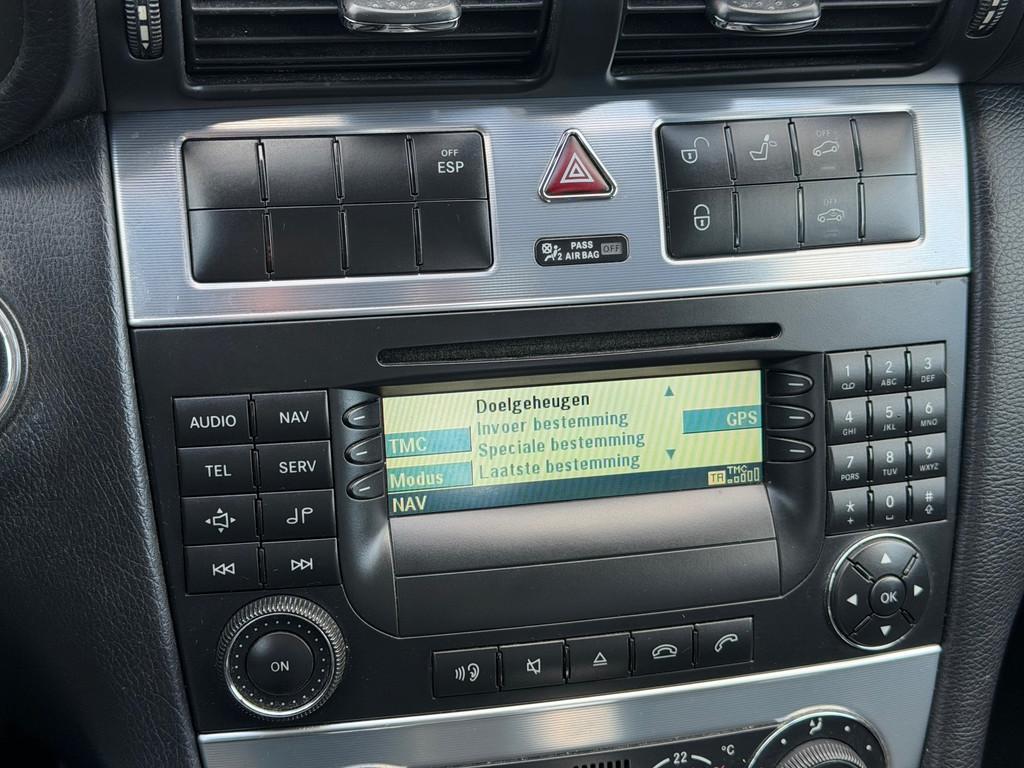 OFF
ESP
OFF
OFF
PASS
2 AIR BAG OFF
AUDIO NAV
TEL SERV
ON
Doelgeheugen
Invoer bestemming
TMC Speciale bestemming GPS
Modus Laatste bestemming
NAV TA TMC
1 2 ABC 3 DEF
4 GHI 5 JKL 6 MNO
7 PQRS 8 TUV 9 WXYZ
* + 0 #
OK
22 °C